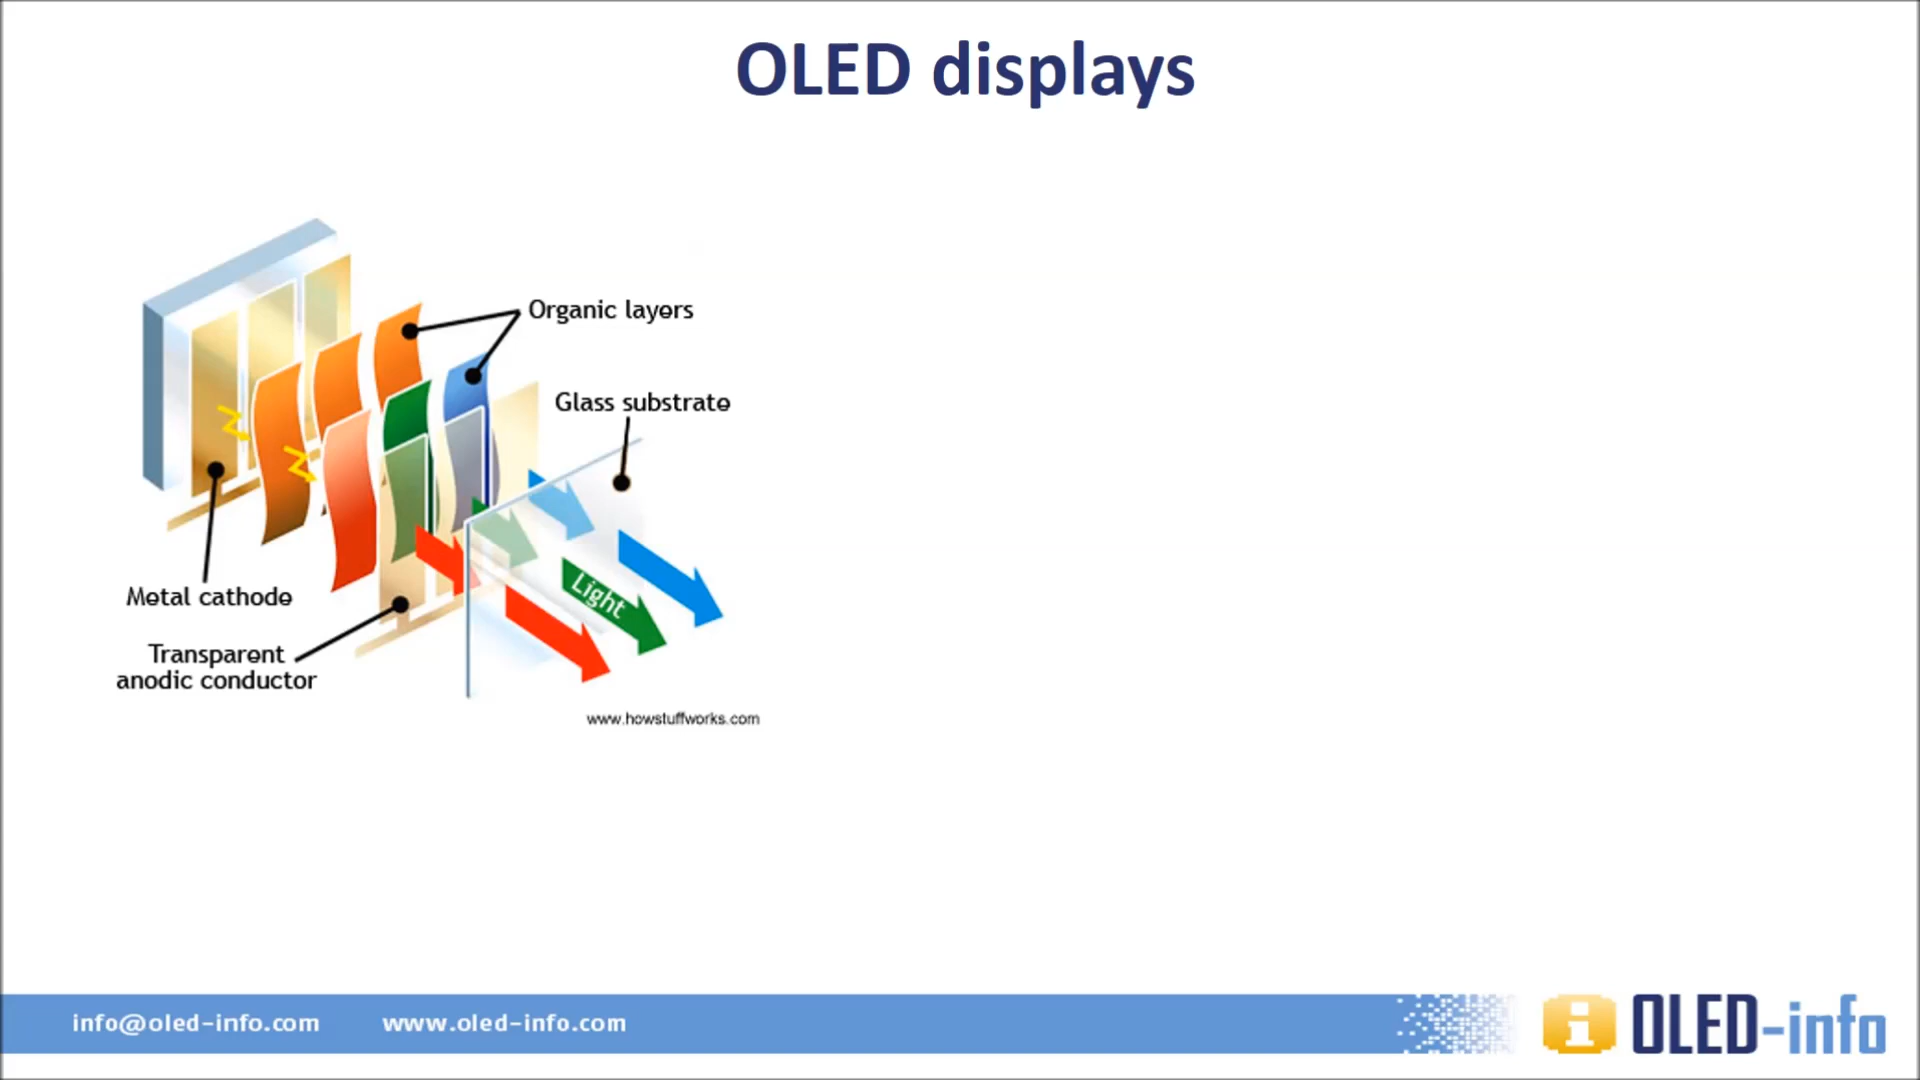 OLED displays
Organic layers
Glass substrate
Light
Metal cathode
Transparent
anodic conductor
www.howstuffworks.com
info@oled-info.com
www.oled-info.com
i OLED-info